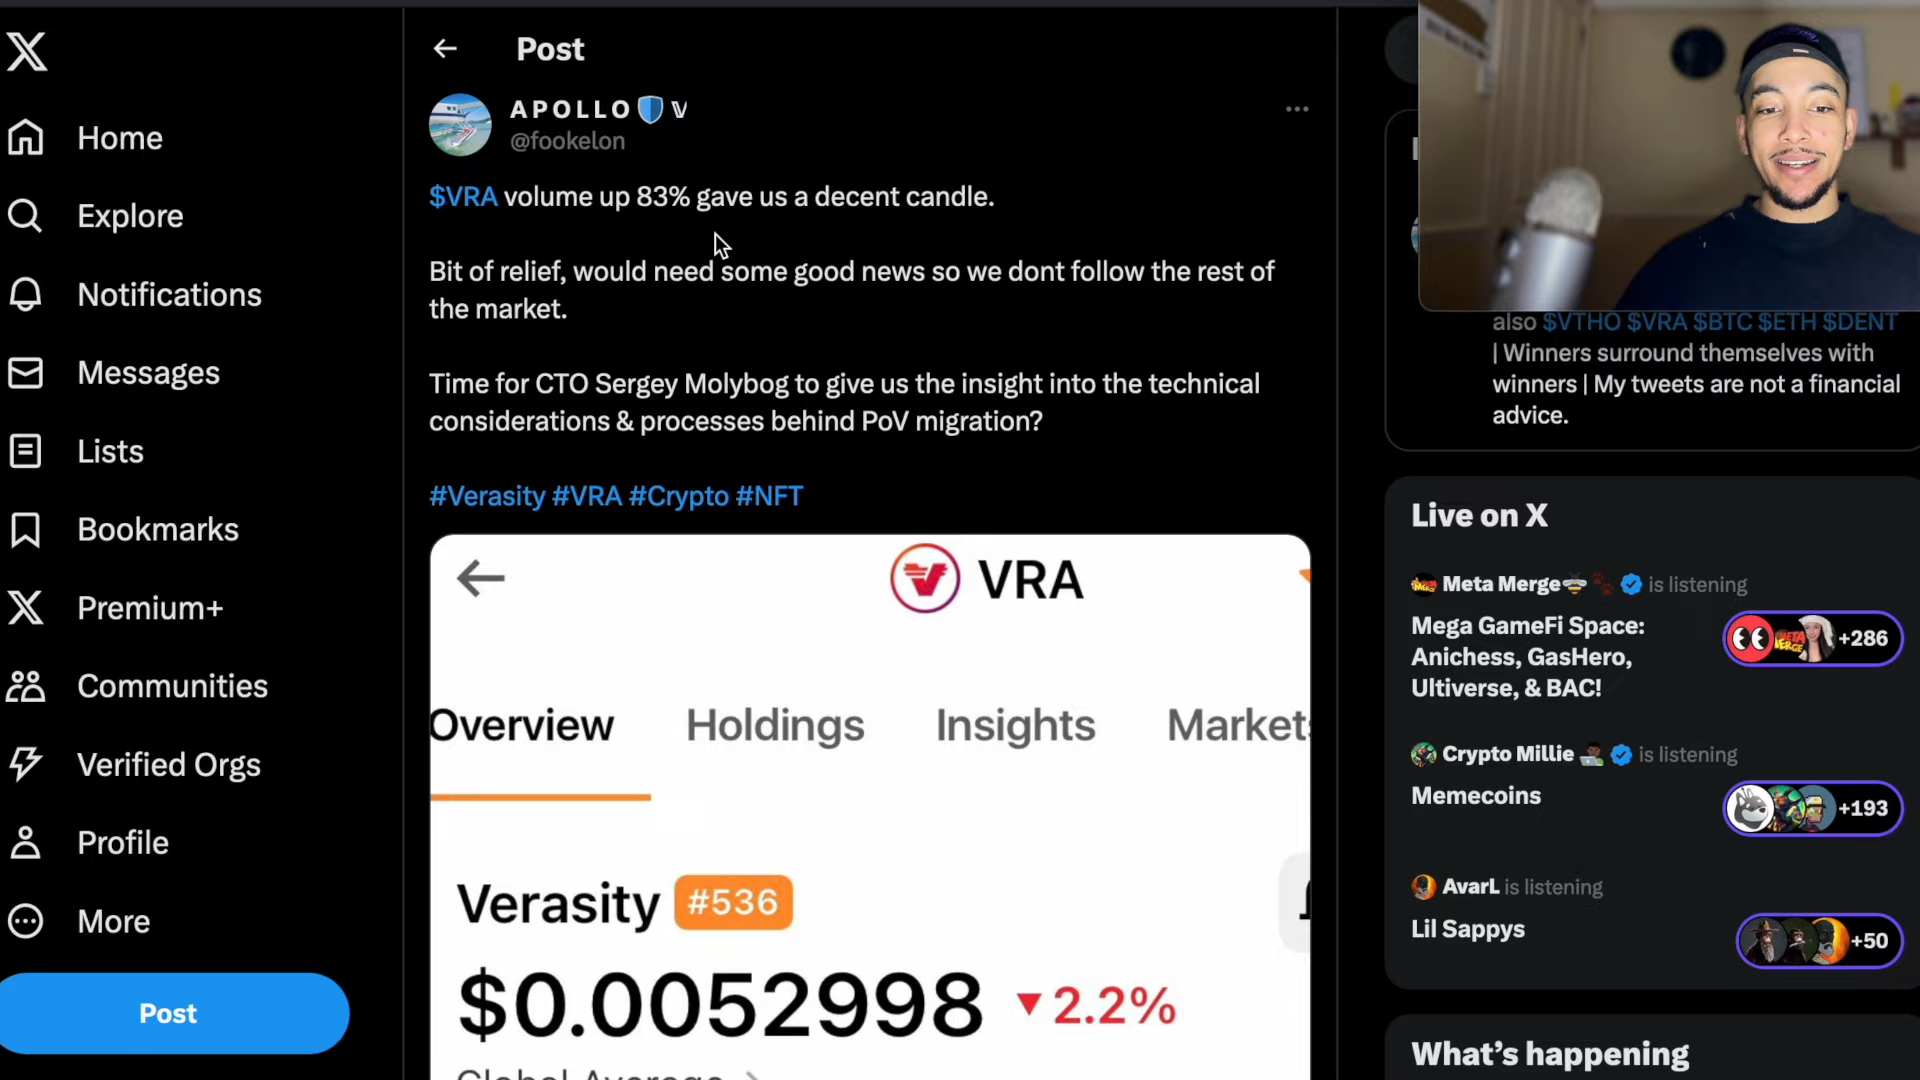 Post
APOLLO V
@fookelon
$VRA volume up 83% gave us a decent candle.
Bit of relief, would need some good news so we dont follow the rest of
the market.
Time for CTO Sergey Molybog to give us the insight into the technical
considerations & processes behind PoV migration?
#Verasity #VRA #Crypto #NFT
VRA
Overview Holdings Insights Market
Verasity #536
$0.0052998 ▼2.2%
Global Average
Home
Explore
Notifications
Messages
Lists
Bookmarks
Premium+
Communities
Verified Orgs
Profile
More
Post
also $VTHO $VRA $BTC $ETH $DENT
| Winners surround themselves with
winners | My tweets are not a financial
advice.
Live on X
Meta Merge is listening
Mega GameFi Space:
Anichess, GasHero,
Ultiverse, & BAC!
+286
Crypto Millie is listening
Memecoins
+193
AvarL is listening
Lil Sappys
+50
What's happening